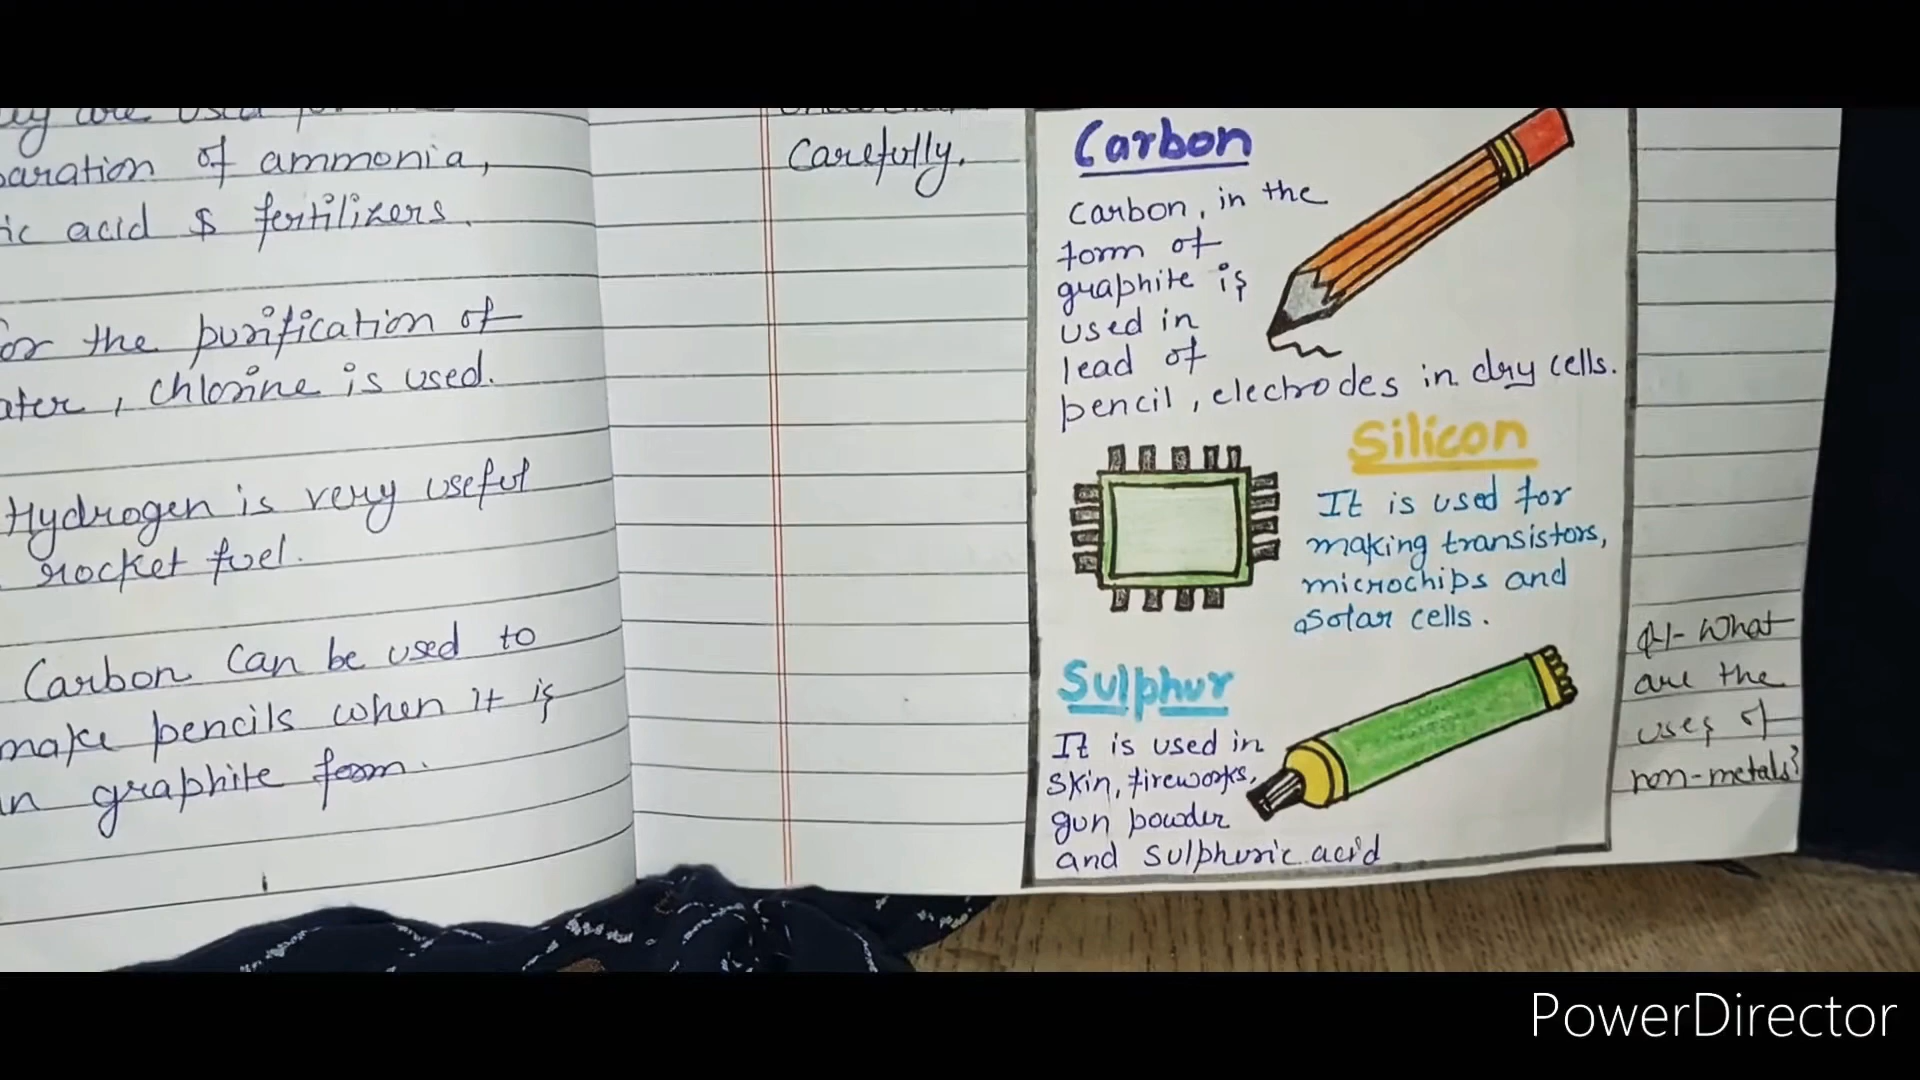 of ammonia,
acid $ fertilizers.
the purification of
, chlorine is used.
Hydrogen is very useful
rocket fuel.
Carbon can be used to
make pencils when it is
in graphite form.
carefully.
Carbon
carbon, in the
form of
graphite is
used in
lead of
pencil, electrodes in dry cells.
Silicon
It is used for
making transistors,
microchips and
solar cells.
Sulphur
It is used in
skin, fireworks,
gun powder
and sulphuric acid
Q1- What
are the
uses of
non-metals?
PowerDirector